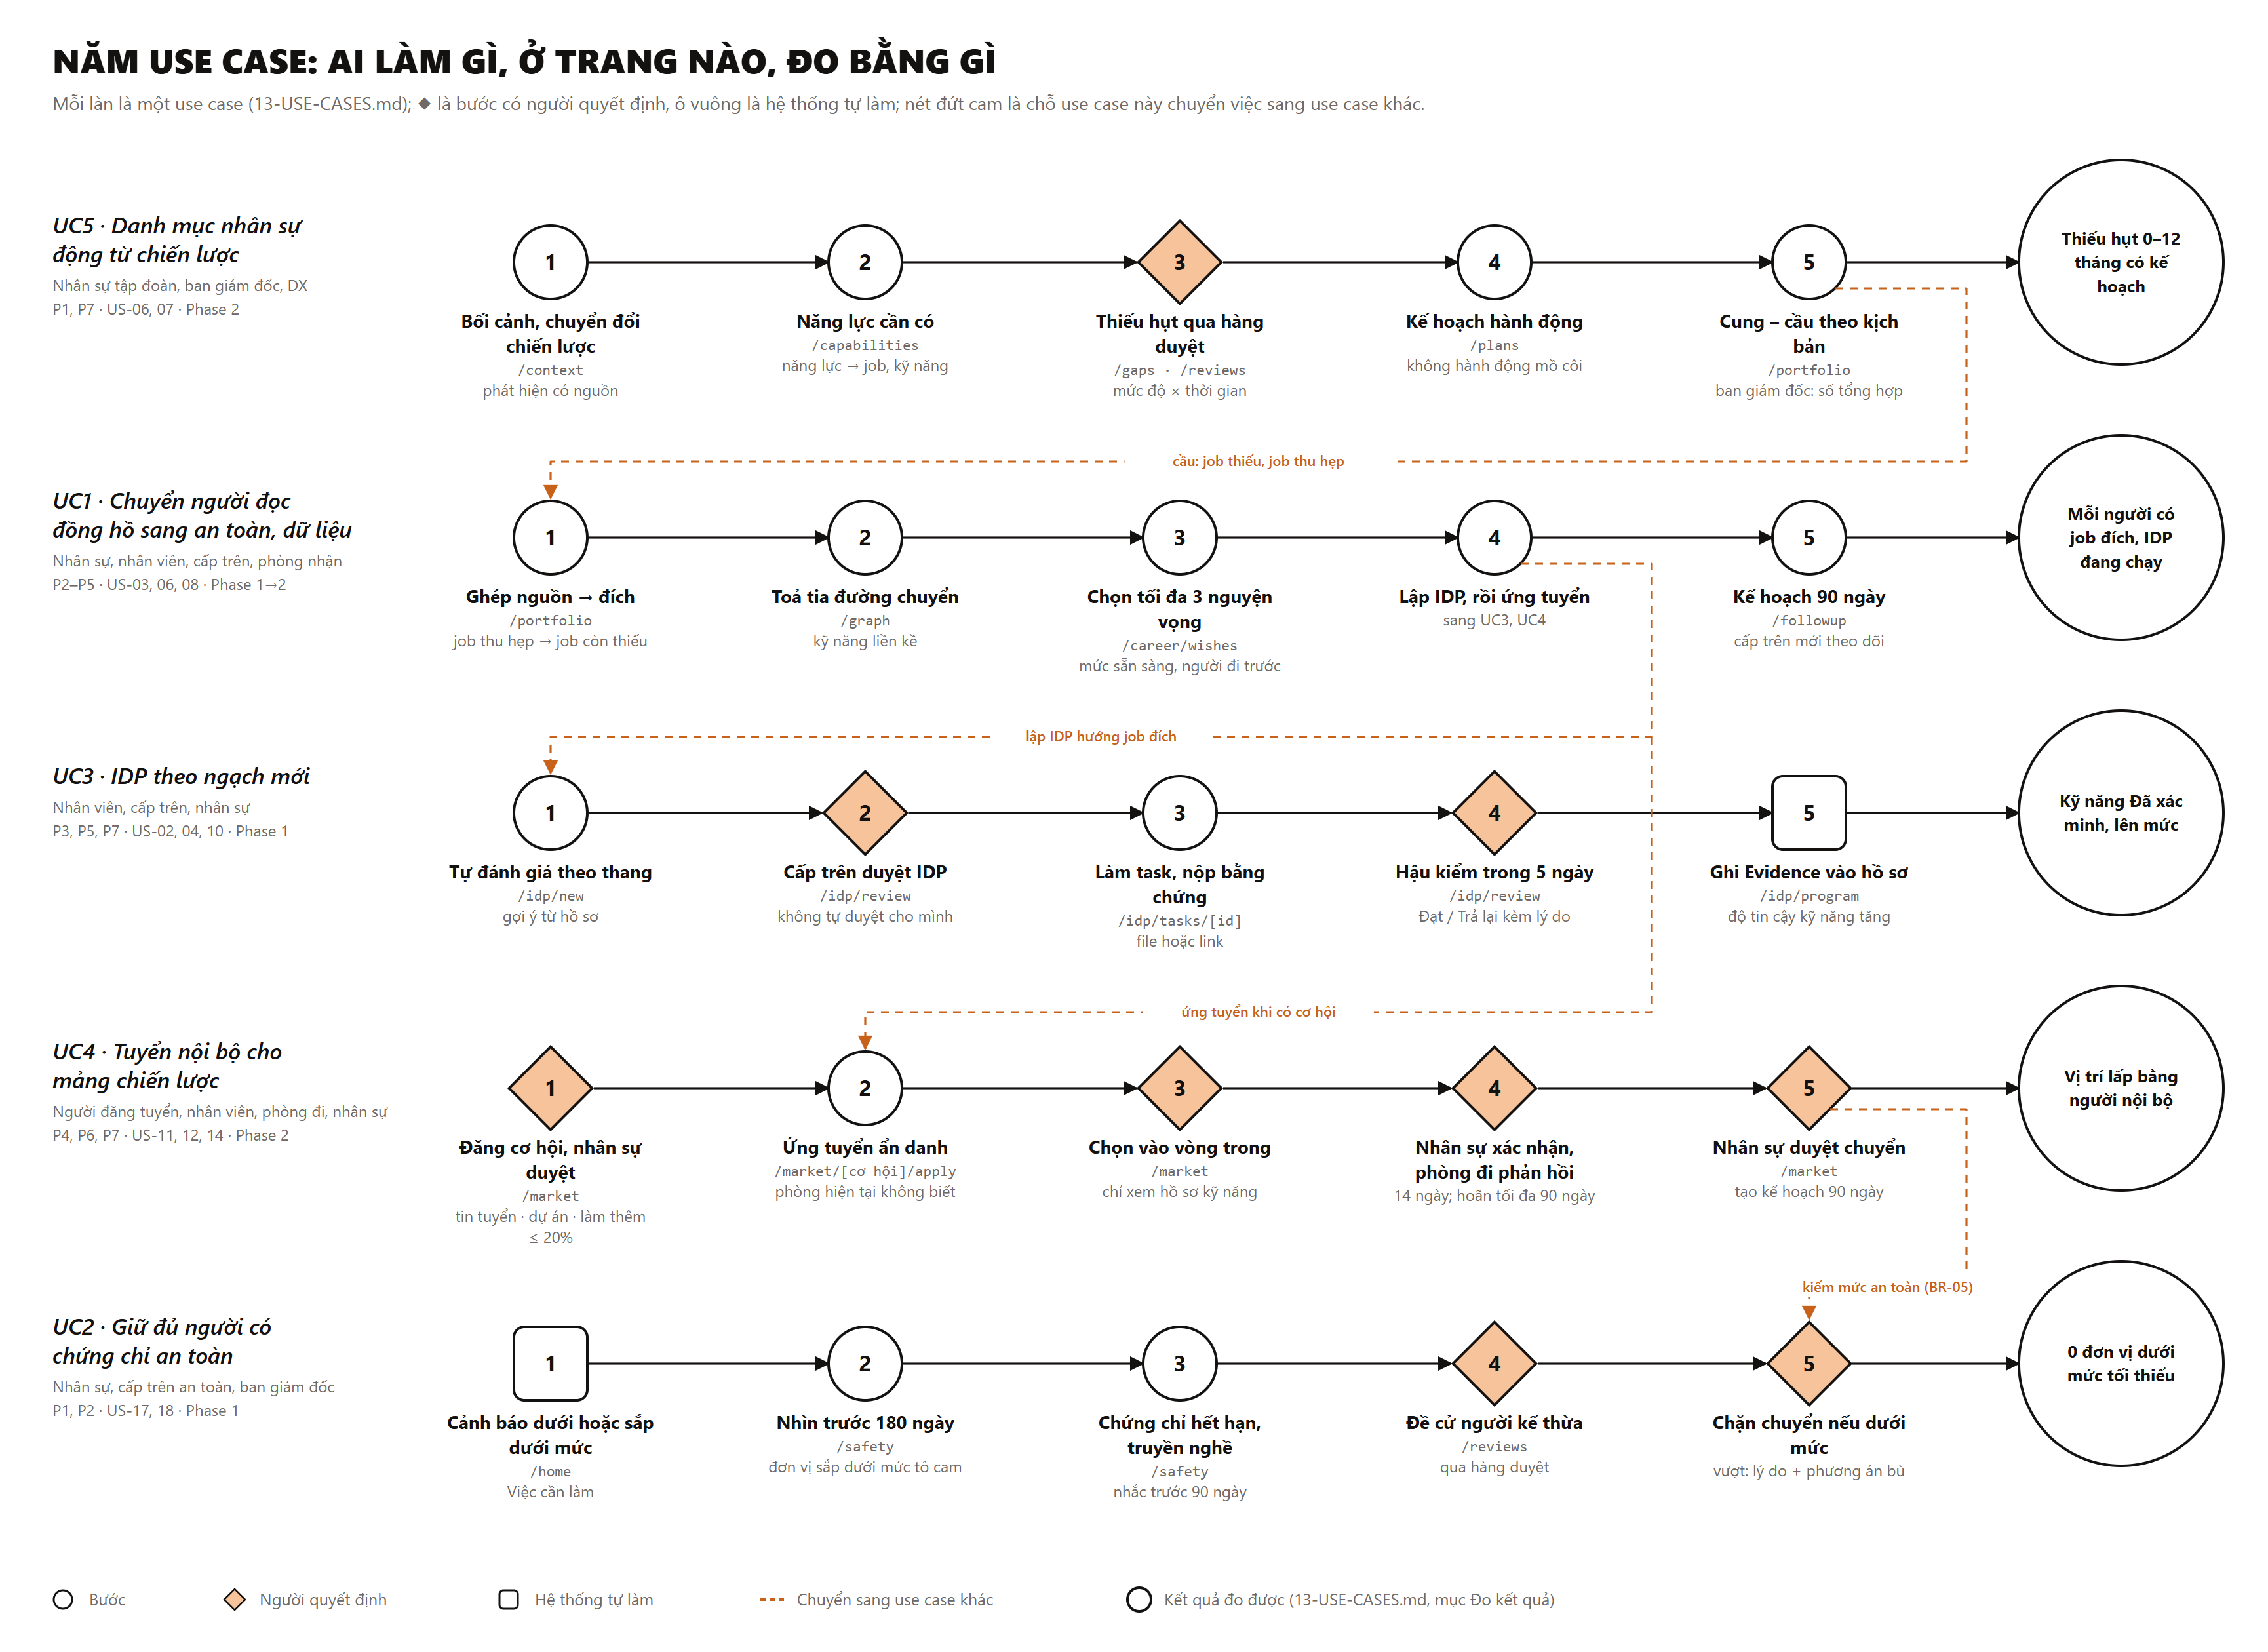 NĂM USE CASE: AI LÀM GÌ, Ở TRANG NÀO, ĐO BẰNG GÌ
Mỗi làn là một use case (13-USE-CASES.md); ◆ là bước có người quyết định, ô vuông là hệ thống tự làm; nét đứt cam là chỗ use case này chuyển việc sang use case khác.
UC5 · Danh mục nhân sự
động từ chiến lược
Nhân sự tập đoàn, ban giám đốc, DX
P1, P7 · US-06, 07 · Phase 2
1
Bối cảnh, chuyển đổi
chiến lược
/context
phát hiện có nguồn
2
Năng lực cần có
/capabilities
năng lực → job, kỹ năng
3
Thiếu hụt qua hàng
duyệt
/gaps · /reviews
mức độ × thời gian
4
Kế hoạch hành động
/plans
không hành động mồ côi
5
Cung – cầu theo kịch
bản
/portfolio
ban giám đốc: số tổng hợp
Thiếu hụt 0–12
tháng có kế
hoạch
cầu: job thiếu, job thu hẹp
UC1 · Chuyển người đọc
đồng hồ sang an toàn, dữ liệu
Nhân sự, nhân viên, cấp trên, phòng nhận
P2–P5 · US-03, 06, 08 · Phase 1→2
1
Ghép nguồn → đích
/portfolio
job thu hẹp → job còn thiếu
2
Toả tia đường chuyển
/graph
kỹ năng liền kề
3
Chọn tối đa 3 nguyện
vọng
/career/wishes
mức sẵn sàng, người đi trước
4
Lập IDP, rồi ứng tuyển
sang UC3, UC4
5
Kế hoạch 90 ngày
/followup
cấp trên mới theo dõi
Mỗi người có
job đích, IDP
đang chạy
lập IDP hướng job đích
UC3 · IDP theo ngạch mới
Nhân viên, cấp trên, nhân sự
P3, P5, P7 · US-02, 04, 10 · Phase 1
1
Tự đánh giá theo thang
/idp/new
gợi ý từ hồ sơ
2
Cấp trên duyệt IDP
/idp/review
không tự duyệt cho mình
3
Làm task, nộp bằng
chứng
/idp/tasks/[id]
file hoặc link
4
Hậu kiểm trong 5 ngày
/idp/review
Đạt / Trả lại kèm lý do
5
Ghi Evidence vào hồ sơ
/idp/program
độ tin cậy kỹ năng tăng
Kỹ năng Đã xác
minh, lên mức
ứng tuyển khi có cơ hội
UC4 · Tuyển nội bộ cho
mảng chiến lược
Người đăng tuyển, nhân viên, phòng đi, nhân sự
P4, P6, P7 · US-11, 12, 14 · Phase 2
1
Đăng cơ hội, nhân sự
duyệt
/market
tin tuyển · dự án · làm thêm
≤ 20%
2
Ứng tuyển ẩn danh
/market/[cơ hội]/apply
phòng hiện tại không biết
3
Chọn vào vòng trong
/market
chỉ xem hồ sơ kỹ năng
4
Nhân sự xác nhận,
phòng đi phản hồi
14 ngày; hoãn tối đa 90 ngày
5
Nhân sự duyệt chuyển
/market
tạo kế hoạch 90 ngày
Vị trí lấp bằng
người nội bộ
kiểm mức an toàn (BR-05)
UC2 · Giữ đủ người có
chứng chỉ an toàn
Nhân sự, cấp trên an toàn, ban giám đốc
P1, P2 · US-17, 18 · Phase 1
1
Cảnh báo dưới hoặc sắp
dưới mức
/home
Việc cần làm
2
Nhìn trước 180 ngày
/safety
đơn vị sắp dưới mức tô cam
3
Chứng chỉ hết hạn,
truyền nghề
/safety
nhắc trước 90 ngày
4
Đề cử người kế thừa
/reviews
qua hàng duyệt
5
Chặn chuyển nếu dưới
mức
vượt: lý do + phương án bù
0 đơn vị dưới
mức tối thiểu
Bước
Người quyết định
Hệ thống tự làm
Chuyển sang use case khác
Kết quả đo được (13-USE-CASES.md, mục Đo kết quả)